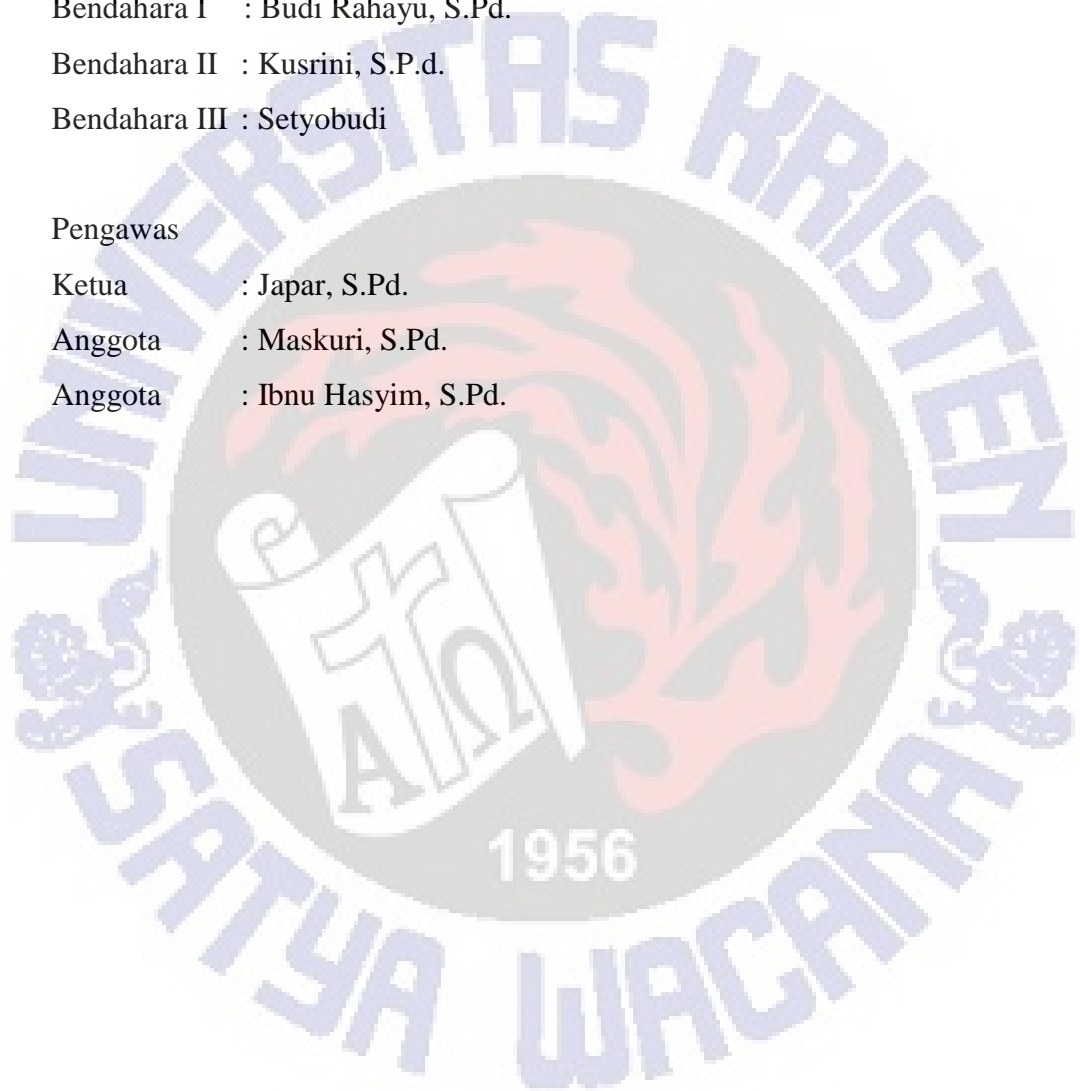 Bendahara I : Budi Rahayu, S.Pd.
Bendahara II : Kusrini, S.P.d.
Bendahara III : Setyobudi
Pengawas
Ketua : Japar, S.Pd.
Anggota : Maskuri, S.Pd.
Anggota : Ibnu Hasyim, S.Pd.
UNIVERSITAS KRISTEN
Α Ω
1956
SATYA WACANA